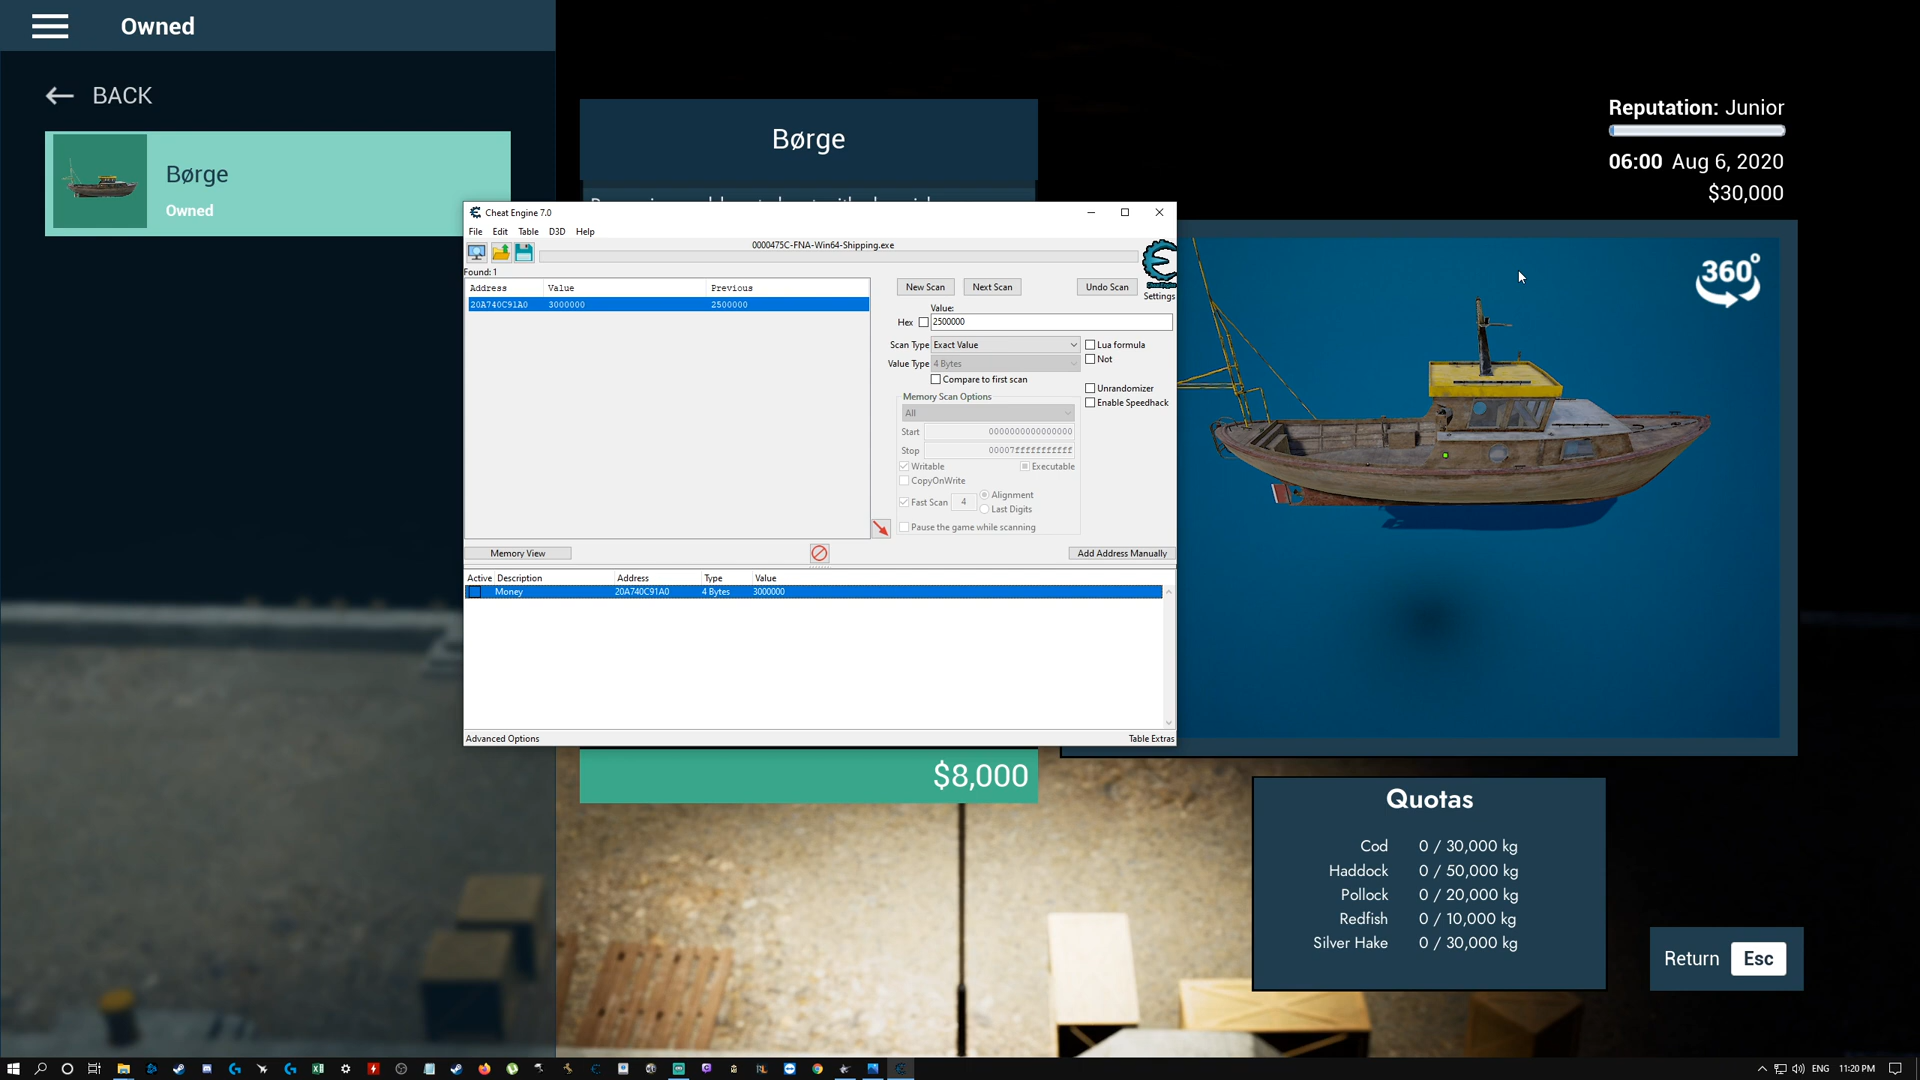 Owned
BACK
Børge
Owned
Børge
Reputation: Junior
06:00 Aug 6, 2020
$30,000
360°
Cheat Engine 7.0
File Edit Table D3D Help
0000475C-FNA-Win64-Shipping.exe
Found: 1
Address Value Previous
20A740C91A0 3000000 2500000
New Scan Next Scan Undo Scan
Settings
Value:
Hex 2500000
Scan Type Exact Value
Lua formula
Value Type 4 Bytes
Not
Compare to first scan
Unrandomizer
Enable Speedhack
Memory Scan Options
All
Start 0000000000000000
Stop 00007fffffffffff
Writable Executable
CopyOnWrite
Fast Scan 4 Alignment
Last Digits
Pause the game while scanning
Memory View
Add Address Manually
Active Description Address Type Value
Money 20A740C91A0 4 Bytes 3000000
Advanced Options Table Extras
$8,000
Quotas
Cod 0 / 30,000 kg
Haddock 0 / 50,000 kg
Pollock 0 / 20,000 kg
Redfish 0 / 10,000 kg
Silver Hake 0 / 30,000 kg
Return Esc
ENG 11:20 PM